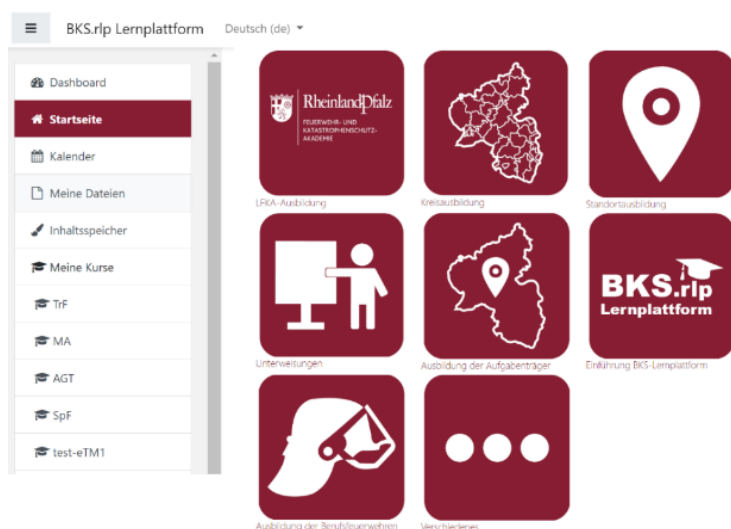 BKS.rlp Lernplattform
Deutsch (de)
Dashboard
Startseite
Kalender
Meine Dateien
Inhaltsspeicher
Meine Kurse
TrF
MA
AGT
SpF
test-eTM1
RheinlandPfalz
FEUERWEHR- UND
KATASTROPHENSCHUTZ-
AKADEMIE
LFKA-Ausbildung
Kreisausbildung
Standortausbildung
Unterweisungen
Ausbildung der Aufgabenträger
BKS.rlp
Lernplattform
Einführung BKS-Lernplattform
Ausbildung der Berufsfeuerwehren
Verschiedenes